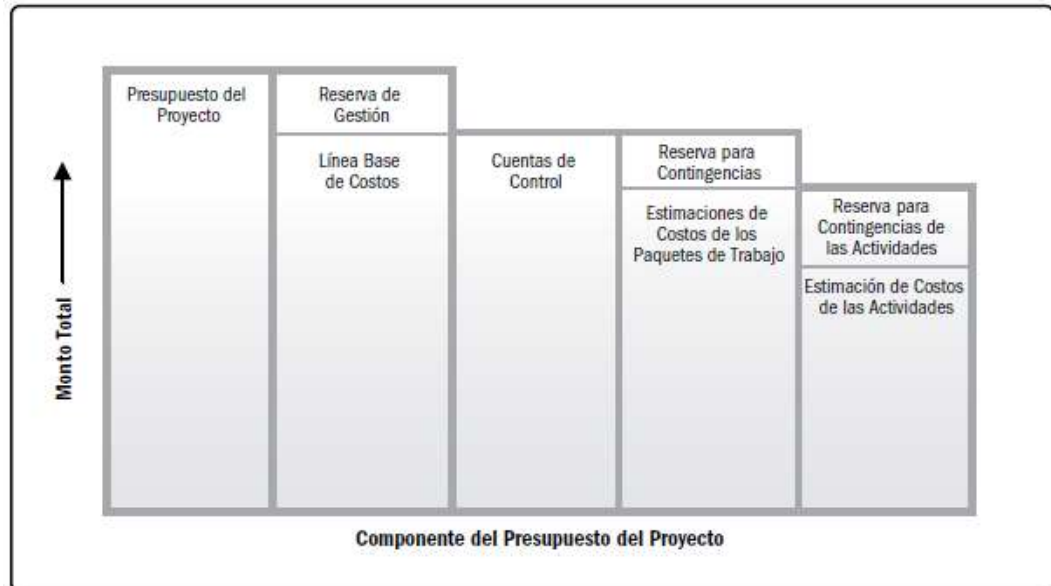 Presupuesto del
Proyecto
Reserva de
Gestión
Línea Base
de Costos
Cuentas de
Control
Reserva para
Contingencias
Estimaciones de
Costos de los
Paquetes de Trabajo
Reserva para
Contingencias de
las Actividades
Estimación de Costos
de las Actividades
Monto Total
Componente del Presupuesto del Proyecto